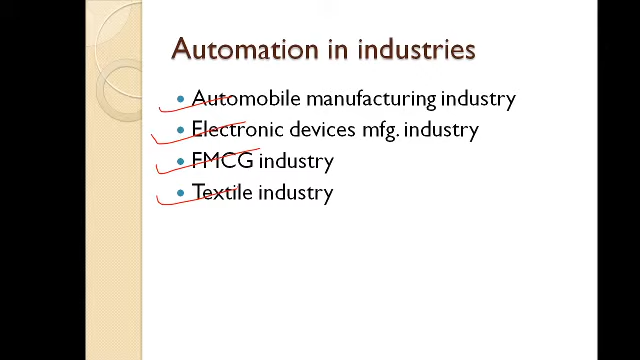 Automation in industries
• Automobile manufacturing industry
• Electronic devices mfg. industry
• FMCG industry
• Textile industry